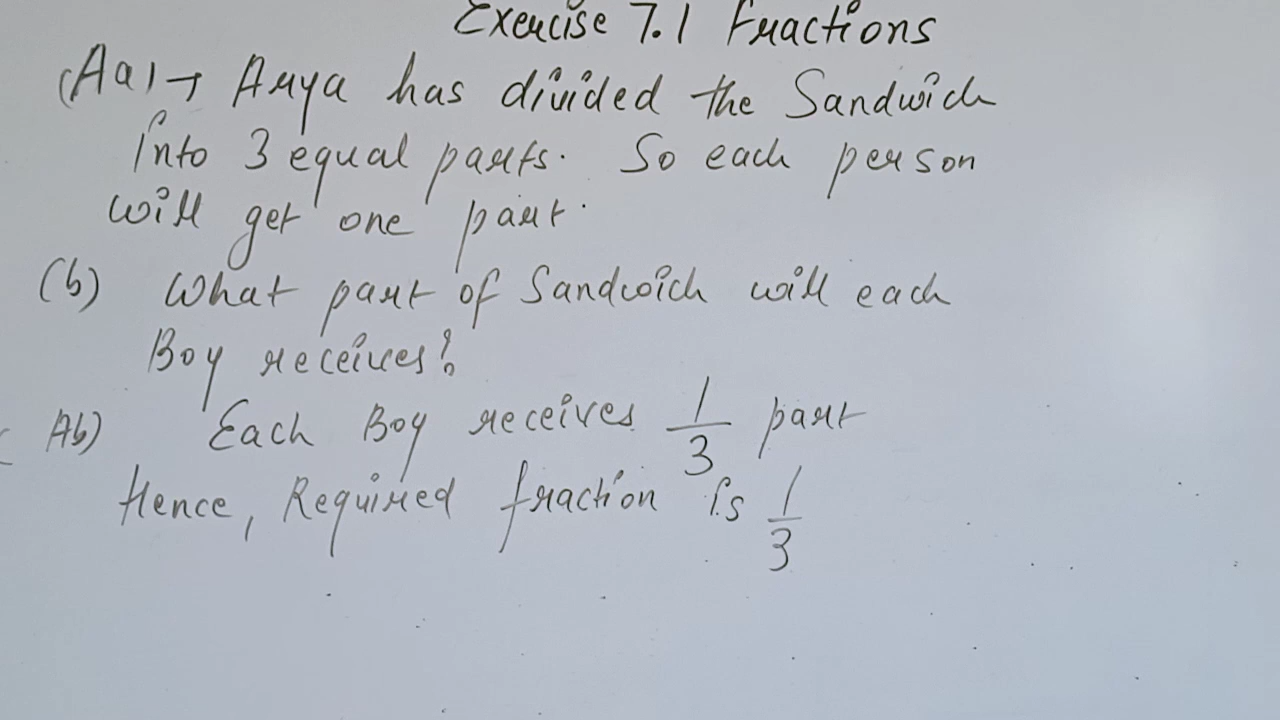 Exercise 7.1 Fractions
(Aa) → Arya has divided the Sandwich
into 3 equal parts. So each person
will get one part.
(b) What part of Sandwich will each
Boy receives?
Ab) Each Boy receives 1/3 part
Hence, Required fraction is 1/3